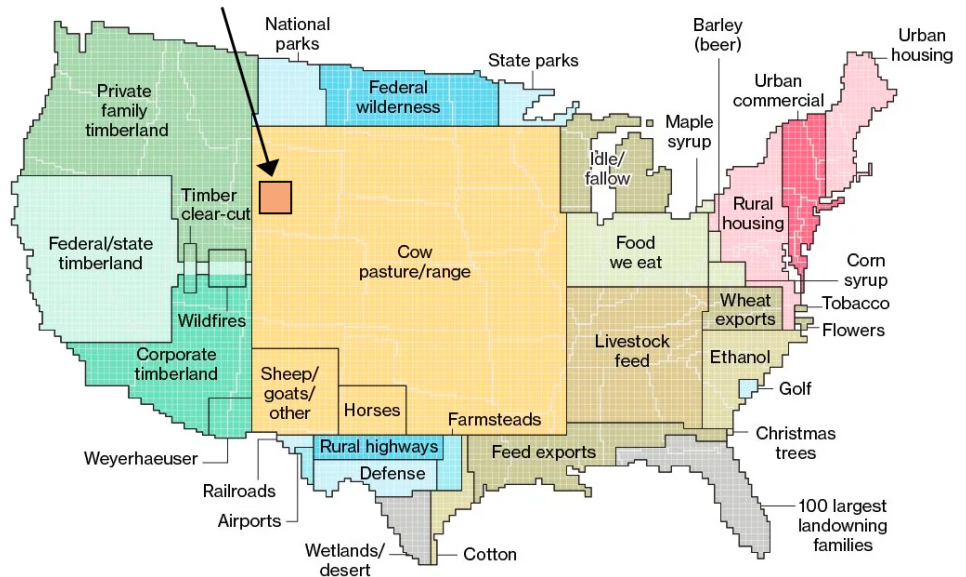 National
parks
State parks
Barley
(beer)
Urban
housing
Private
family
timberland
Federal
wilderness
Urban
commercial
Maple
syrup
Idle/
fallow
Timber
clear-cut
Rural
housing
Federal/state
timberland
Cow
pasture/range
Food
we eat
Corn
syrup
Wildfires
Wheat
exports
Tobacco
Flowers
Corporate
timberland
Livestock
feed
Ethanol
Sheep/
goats/
other
Horses
Golf
Farmsteads
Weyerhaeuser
Rural highways
Feed exports
Christmas
trees
Railroads
Defense
Airports
100 largest
landowning
families
Wetlands/
desert
Cotton